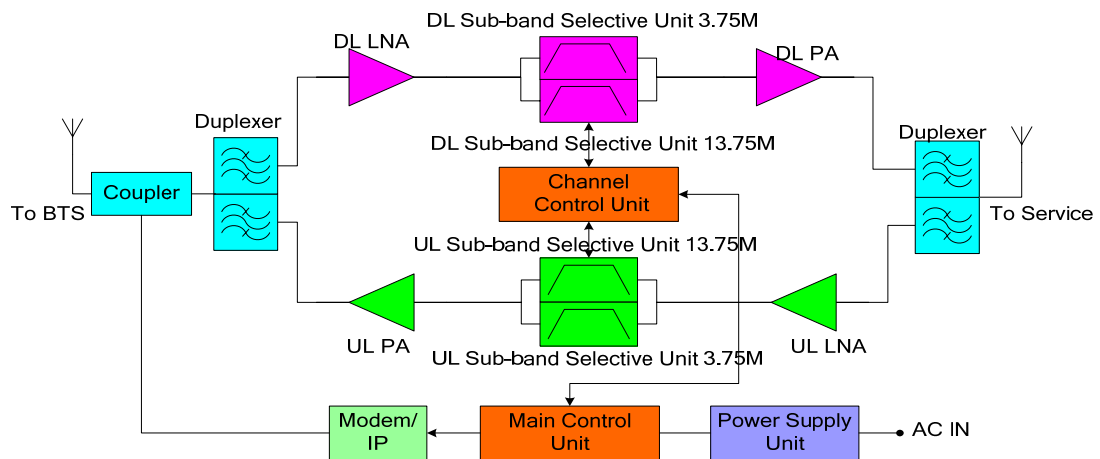 DL Sub-band Selective Unit 3.75M
DL LNA
DL PA
Duplexer
DL Sub-band Selective Unit 13.75M
Duplexer
Coupler
Channel
Control Unit
To BTS
To Service
UL Sub-band Selective Unit 13.75M
UL PA
UL Sub-band Selective Unit 3.75M
UL LNA
Modem/
IP
Main Control
Unit
Power Supply
Unit
AC IN